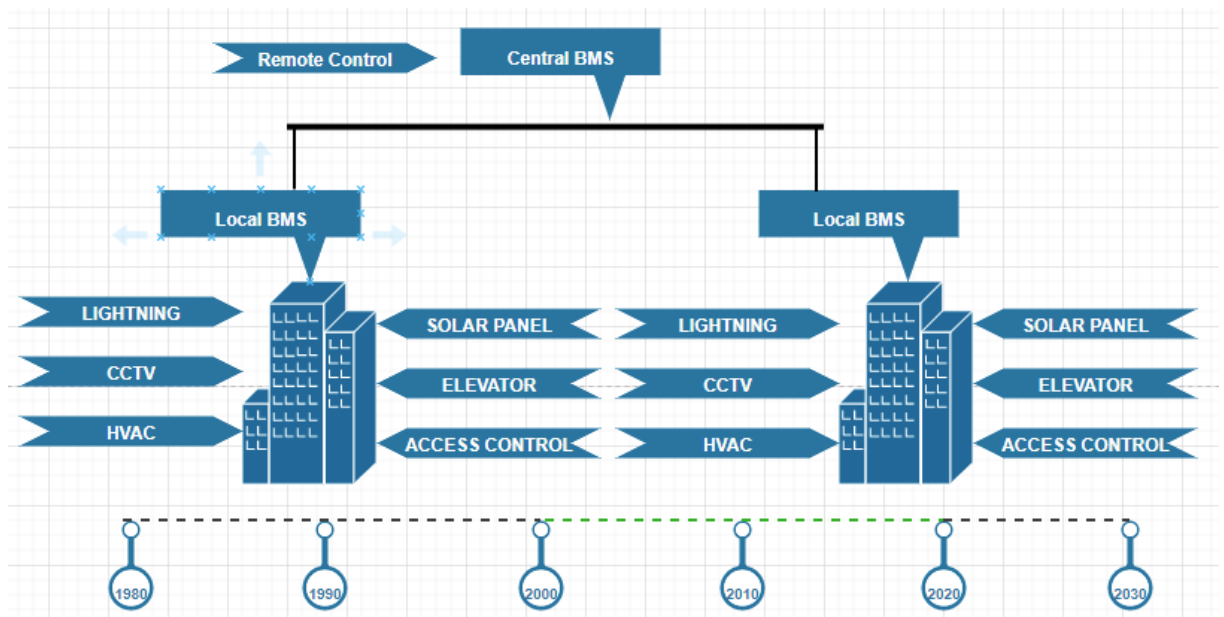 Remote Control
Central BMS
Local BMS
Local BMS
LIGHTNING
SOLAR PANEL
LIGHTNING
SOLAR PANEL
CCTV
ELEVATOR
CCTV
ELEVATOR
HVAC
ACCESS CONTROL
HVAC
ACCESS CONTROL
1980
1990
2000
2010
2020
2030